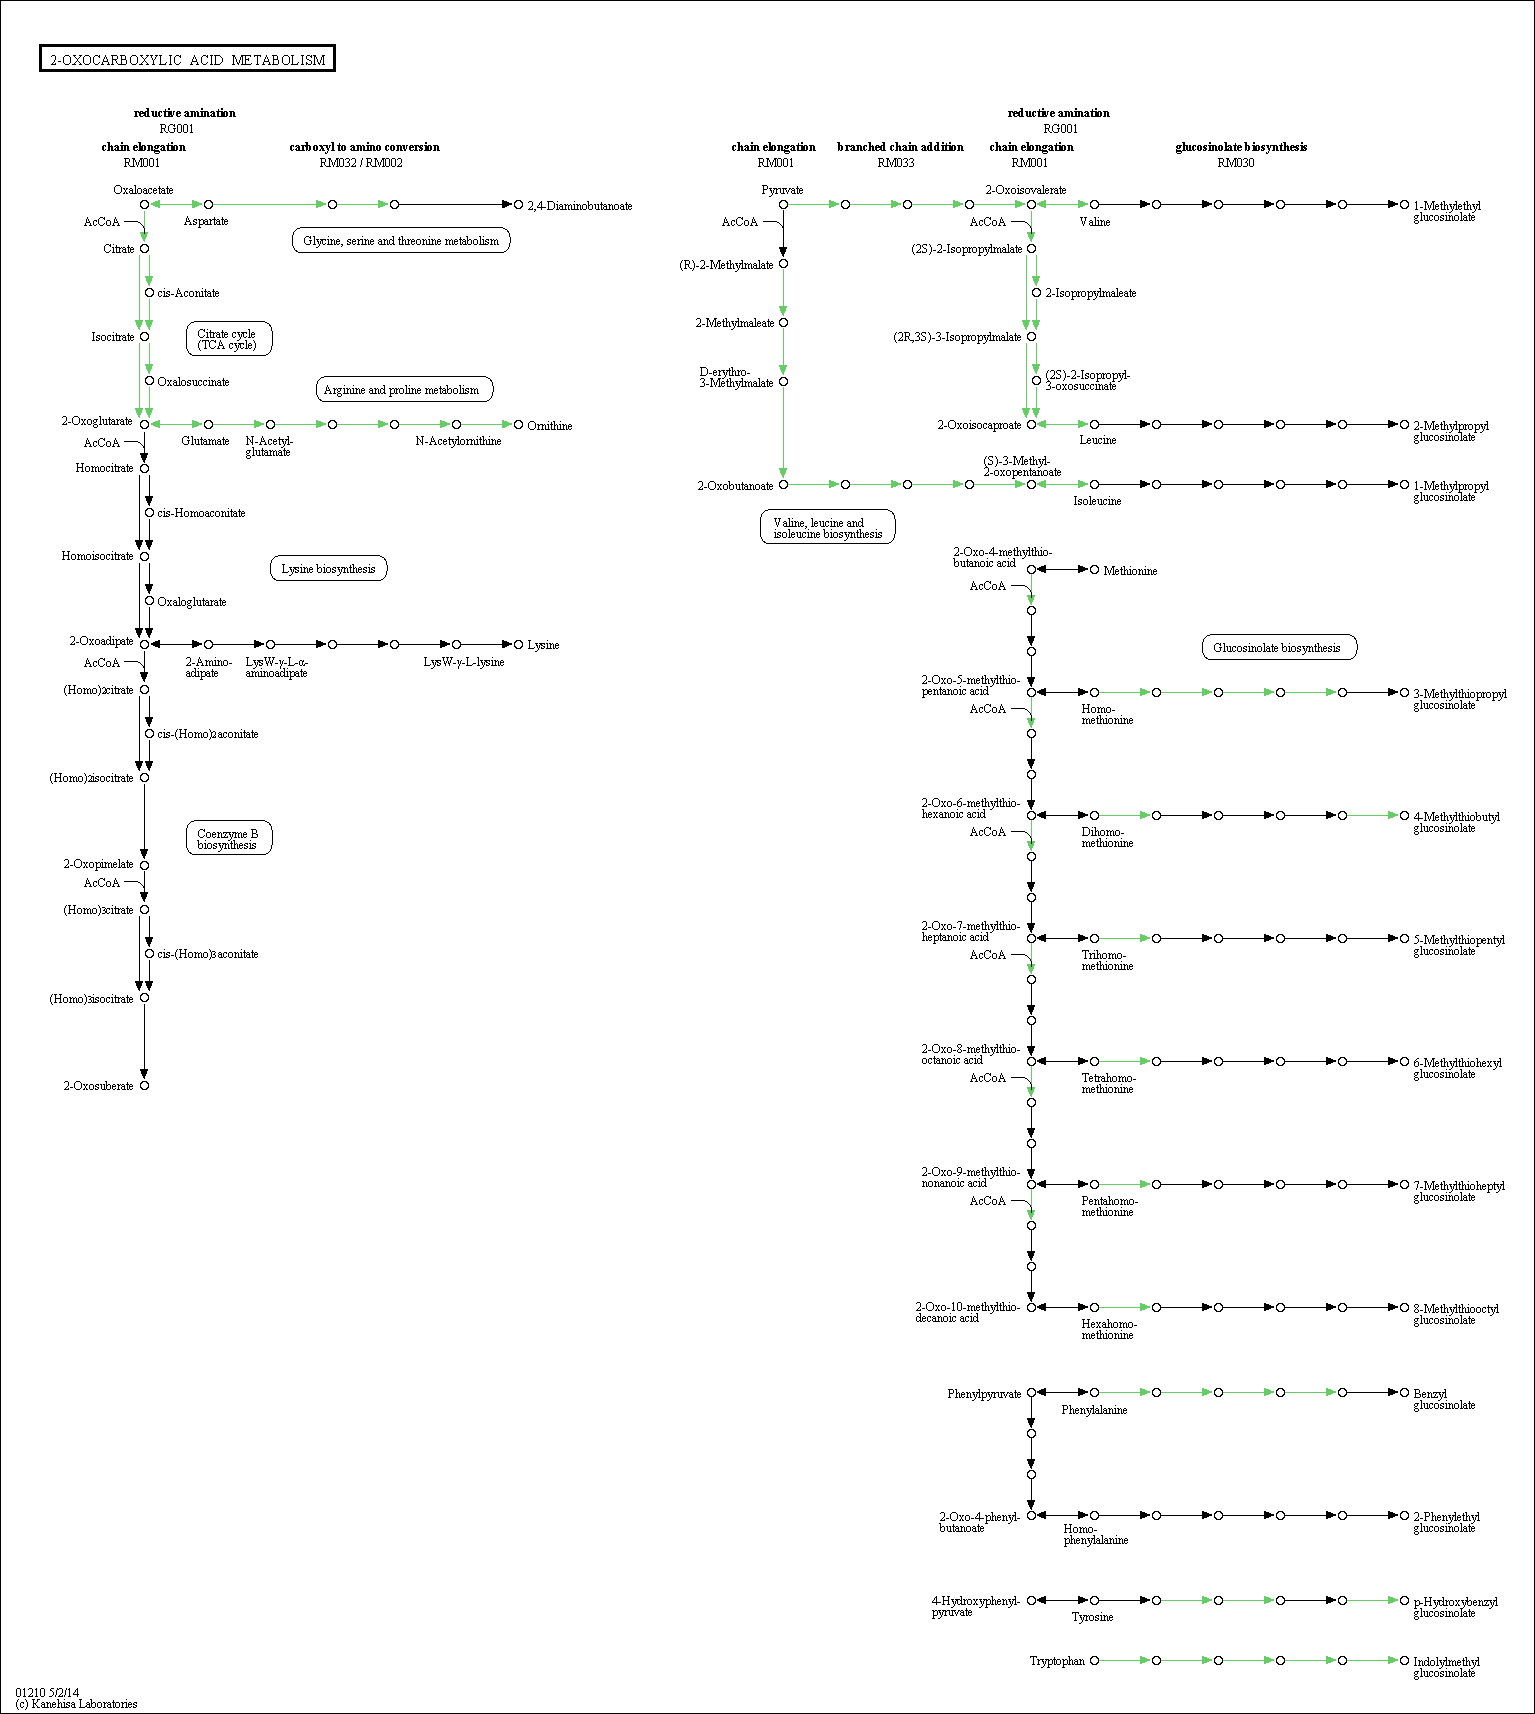 2-OXOCARBOXYLIC ACID METABOLISM
reductive amination
RG001
chain elongation
RM001
carboxyl to amino conversion
RM032 / RM002
Oxaloacetate
AcCoA
Aspartate
2,4-Diaminobutanoate
Glycine, serine and threonine metabolism
Citrate
cis-Aconitate
Isocitrate
Citrate cycle
(TCA cycle)
Oxalosuccinate
Arginine and proline metabolism
2-Oxoglutarate
Glutamate
N-Acetyl-
glutamate
N-Acetylornithine
Ornithine
AcCoA
Homocitrate
cis-Homoaconitate
Homoisocitrate
Lysine biosynthesis
Oxaloglutarate
2-Oxoadipate
2-Amino-
adipate
LysW-γ-L-α-
aminoadipate
LysW-γ-L-lysine
Lysine
AcCoA
(Homo)2citrate
cis-(Homo)2aconitate
(Homo)2isocitrate
Coenzyme B
biosynthesis
2-Oxopimelate
AcCoA
(Homo)3citrate
cis-(Homo)3aconitate
(Homo)3isocitrate
2-Oxosuberate
reductive amination
RG001
chain elongation
RM001
branched chain addition
RM033
chain elongation
RM001
glucosinolate biosynthesis
RM030
Pyruvate
AcCoA
(R)-2-Methylmalate
2-Methylmaleate
D-erythro-
3-Methylmalate
2-Oxobutanoate
Valine, leucine and
isoleucine biosynthesis
2-Oxoisovalerate
AcCoA
Valine
1-Methylethyl
glucosinolate
(2S)-2-Isopropylmalate
2-Isopropylmaleate
(2R,3S)-3-Isopropylmalate
(2S)-2-Isopropyl-
3-oxosuccinate
2-Oxoisocaproate
Leucine
2-Methylpropyl
glucosinolate
(S)-3-Methyl-
2-oxopentanoate
Isoleucine
1-Methylpropyl
glucosinolate
2-Oxo-4-methylthio-
butanoic acid
Methionine
AcCoA
Glucosinolate biosynthesis
2-Oxo-5-methylthio-
pentanoic acid
AcCoA
Homo-
methionine
3-Methylthiopropyl
glucosinolate
2-Oxo-6-methylthio-
hexanoic acid
AcCoA
Dihomo-
methionine
4-Methylthiobutyl
glucosinolate
2-Oxo-7-methylthio-
heptanoic acid
AcCoA
Trihomo-
methionine
5-Methylthiopentyl
glucosinolate
2-Oxo-8-methylthio-
octanoic acid
AcCoA
Tetrahomo-
methionine
6-Methylthiohexyl
glucosinolate
2-Oxo-9-methylthio-
nonanoic acid
AcCoA
Pentahomo-
methionine
7-Methylthioheptyl
glucosinolate
2-Oxo-10-methylthio-
decanoic acid
Hexahomo-
methionine
8-Methylthiooctyl
glucosinolate
Phenylpyruvate
Phenylalanine
Benzyl
glucosinolate
2-Oxo-4-phenyl-
butanoate
Homo-
phenylalanine
2-Phenylethyl
glucosinolate
4-Hydroxyphenyl-
pyruvate
Tyrosine
p-Hydroxybenzyl
glucosinolate
Tryptophan
Indolylmethyl
glucosinolate
01210 5/2/14
(c) Kanehisa Laboratories